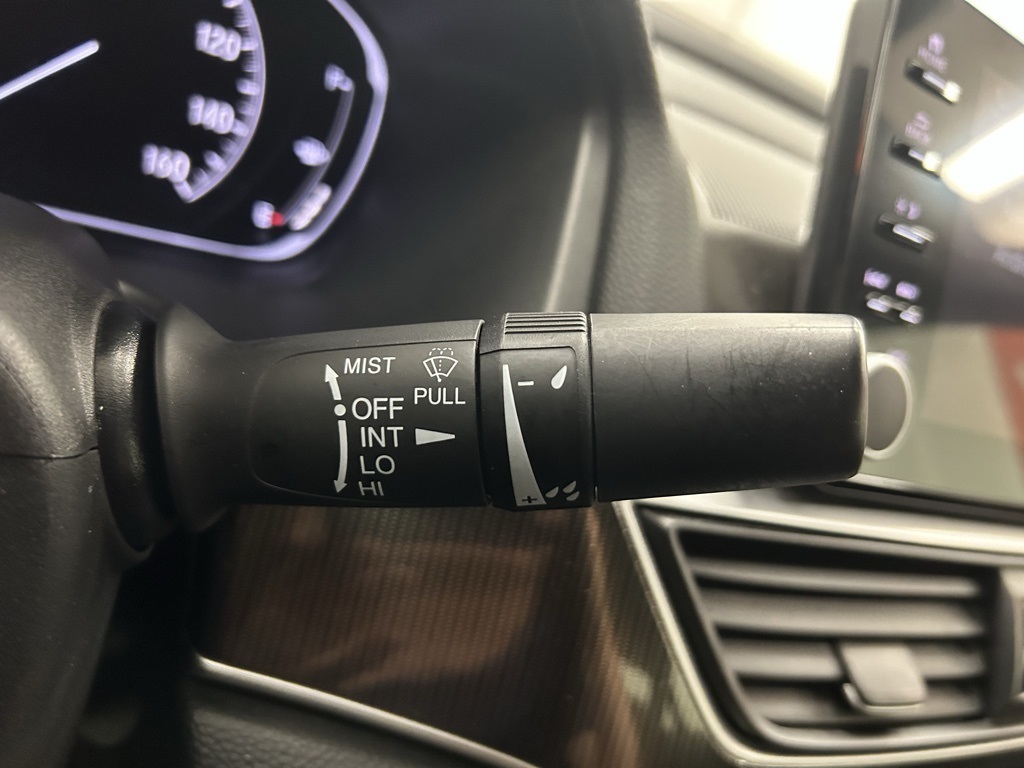 120
140
160
MIST
PULL
OFF
INT
LO
HI
-
+